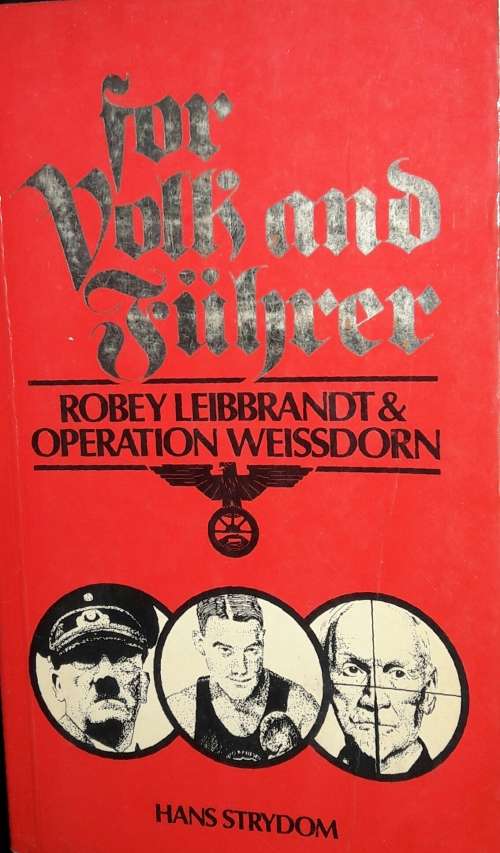 for
Volk and
Führer
ROBEY LEIBBRANDT &
OPERATION WEISSDORN
HANS STRYDOM